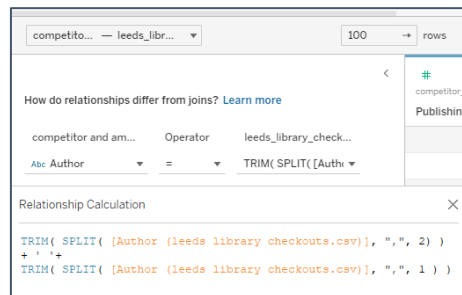 competito... — leeds_libr...
100 → rows
#
competitor_
Publishin
How do relationships differ from joins? Learn more
competitor and am... Operator leeds_library_check...
Abc Author = TRIM( SPLIT( [Auth
Relationship Calculation
TRIM( SPLIT( [Author (leeds library checkouts.csv)], ",", 2) )
+ ' '+
TRIM( SPLIT( [Author (leeds library checkouts.csv)], ",", 1 ) )